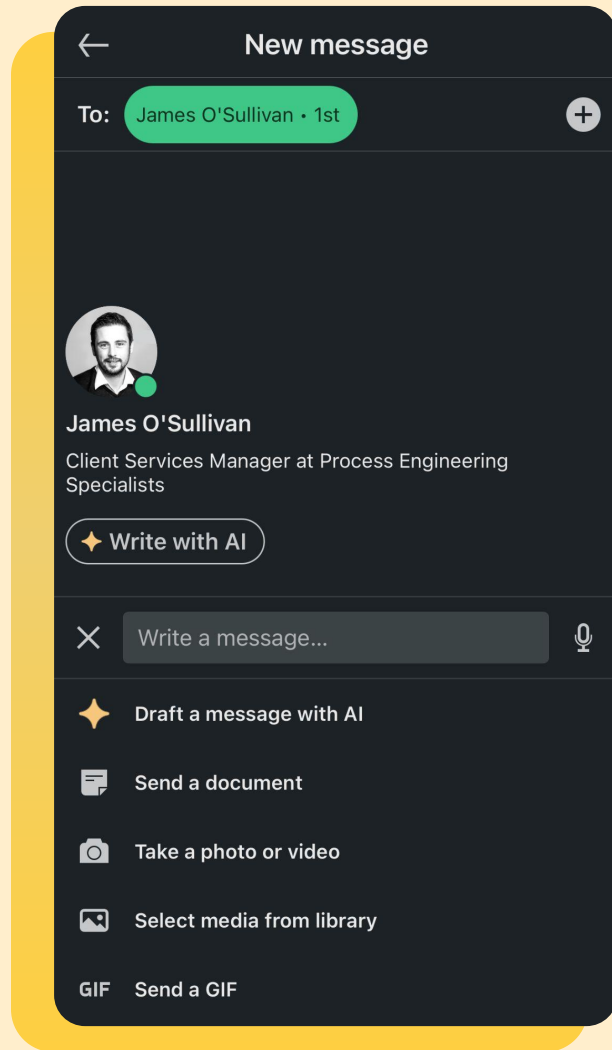 New message
To: James O'Sullivan • 1st
James O'Sullivan
Client Services Manager at Process Engineering
Specialists
Write with AI
Write a message...
Draft a message with AI
Send a document
Take a photo or video
Select media from library
GIF Send a GIF